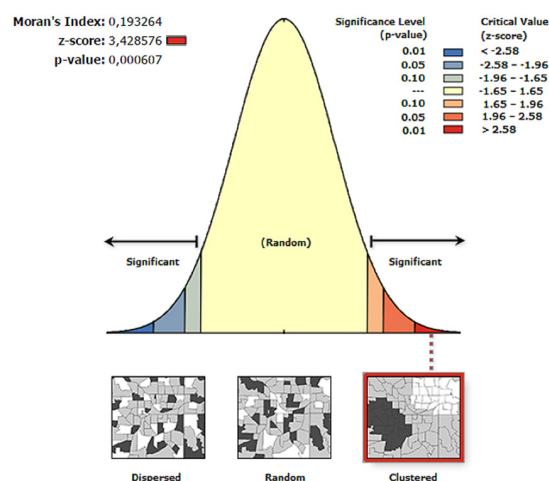 Moran's Index: 0,193264
z-score: 3,428576
p-value: 0,000607
Significance Level
(p-value)
Critical Value
(z-score)
0.01 < -2.58
0.05 -2.58 – -1.96
0.10 -1.96 – -1.65
--- -1.65 – 1.65
0.10 1.65 – 1.96
0.05 1.96 – 2.58
0.01 > 2.58
(Random)
Significant
Significant
Dispersed
Random
Clustered